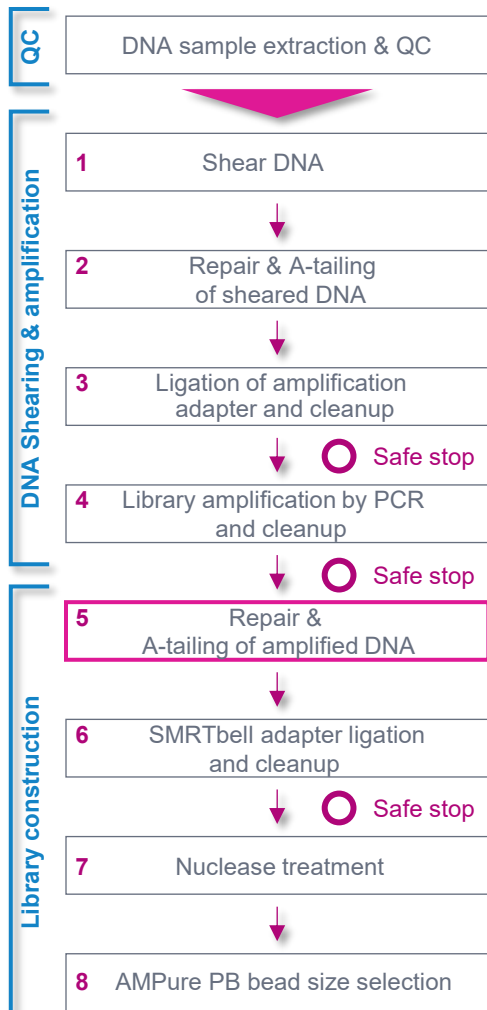 QC
DNA sample extraction & QC
DNA Shearing & amplification
1 Shear DNA
2 Repair & A-tailing
of sheared DNA
3 Ligation of amplification
adapter and cleanup
Safe stop
4 Library amplification by PCR
and cleanup
Safe stop
Library construction
5 Repair &
A-tailing of amplified DNA
6 SMRTbell adapter ligation
and cleanup
Safe stop
7 Nuclease treatment
8 AMPure PB bead size selection